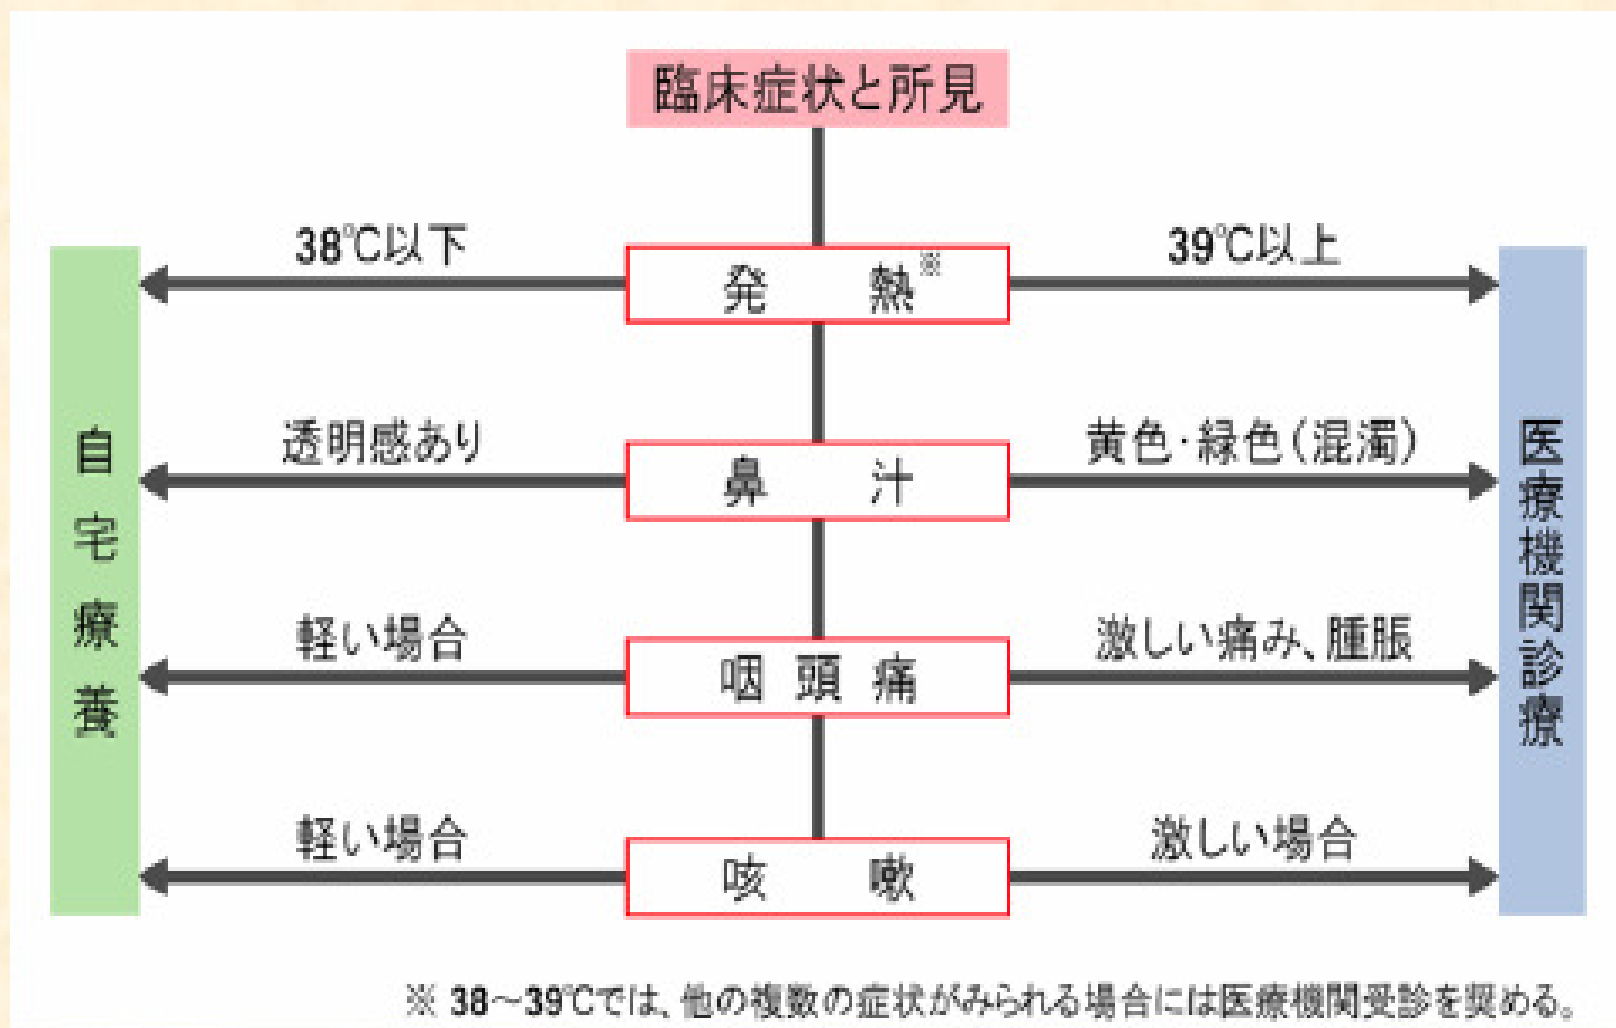 臨床症状と所見
38℃以下
発熱※
39℃以上
透明感あり
鼻汁
黄色・緑色(混濁)
軽い場合
咽頭痛
激しい痛み、腫脹
軽い場合
咳嗽
激しい場合
自宅療養
医療機関診療
※ 38〜39℃では、他の複数の症状がみられる場合には医療機関受診を奨める。